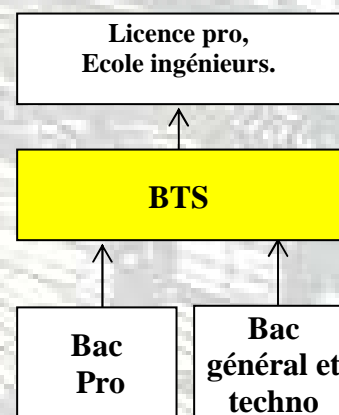 Licence pro,
Ecole ingénieurs.
BTS
Bac
Pro
Bac
général et
techno